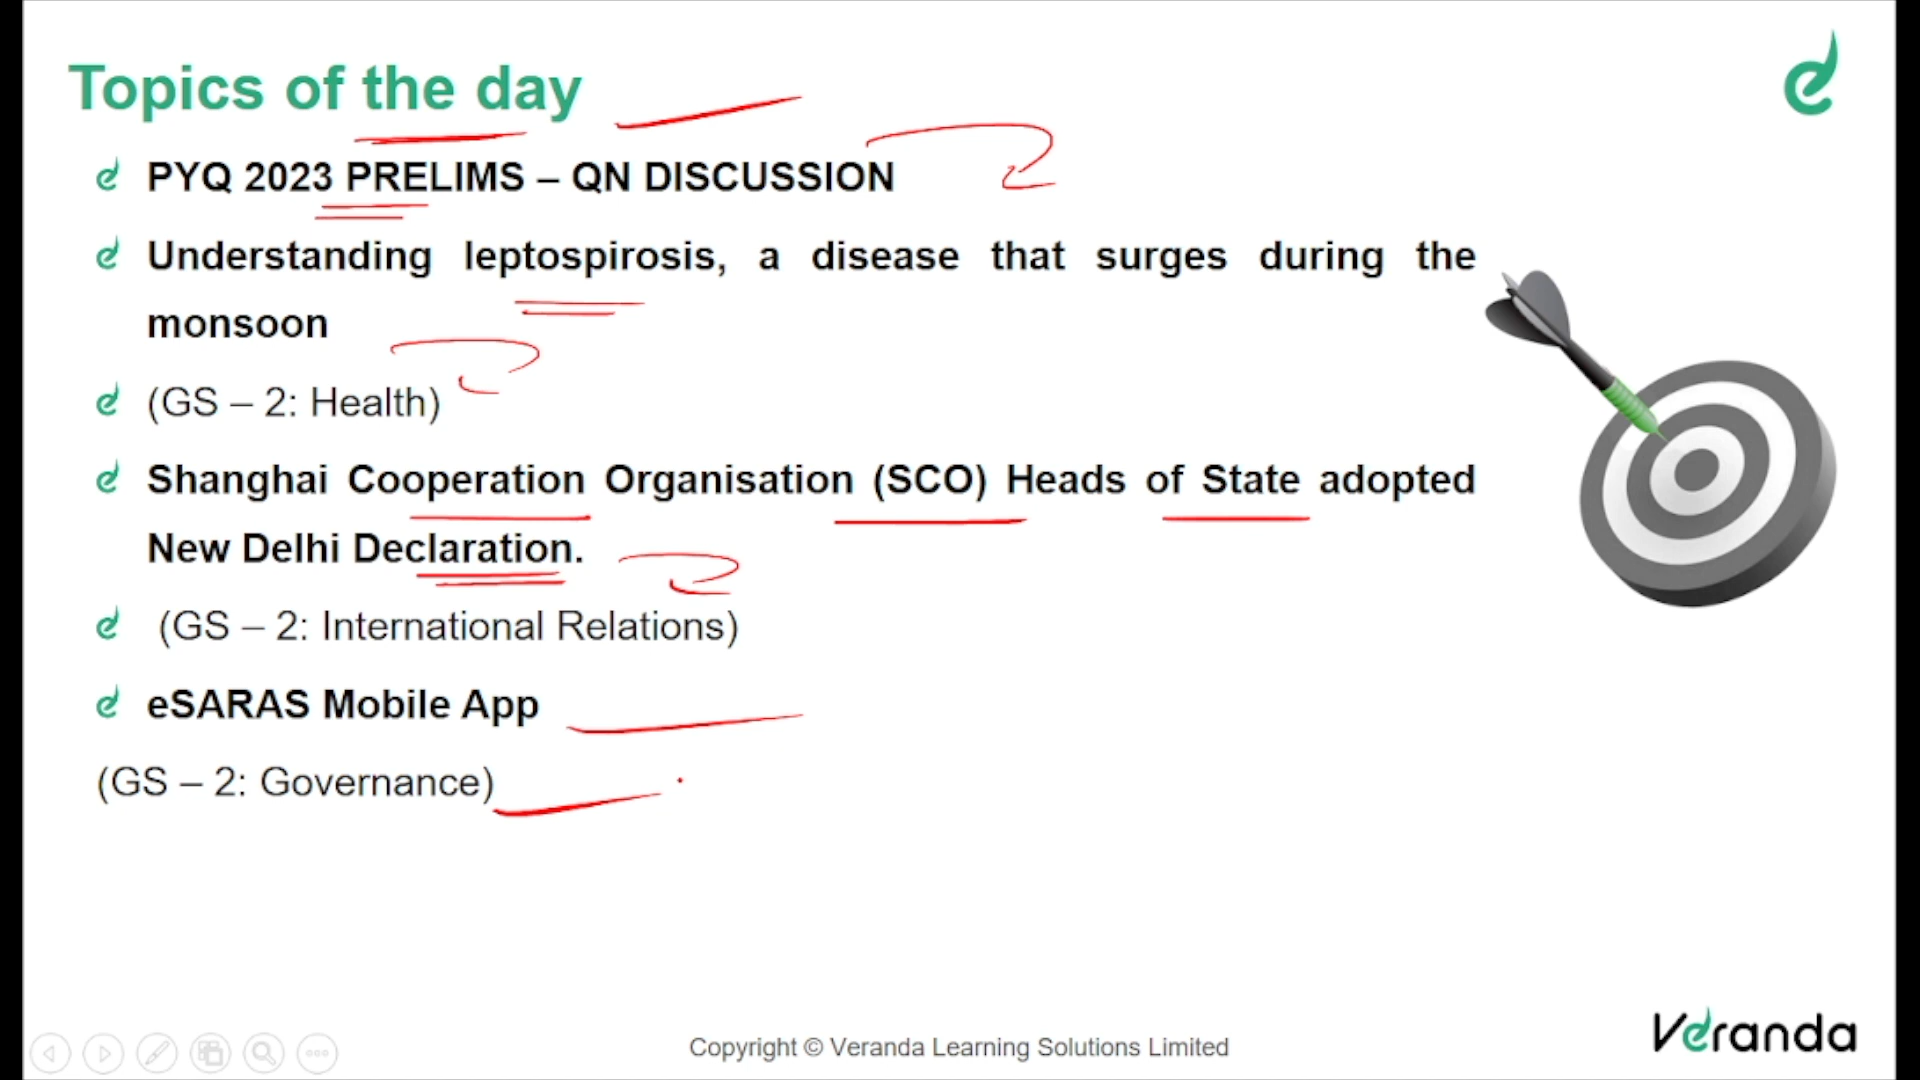 Topics of the day
PYQ 2023 PRELIMS – QN DISCUSSION
Understanding leptospirosis, a disease that surges during the
monsoon
(GS – 2: Health)
Shanghai Cooperation Organisation (SCO) Heads of State adopted
New Delhi Declaration.
(GS – 2: International Relations)
eSARAS Mobile App
(GS – 2: Governance)
Copyright © Veranda Learning Solutions Limited
Veranda